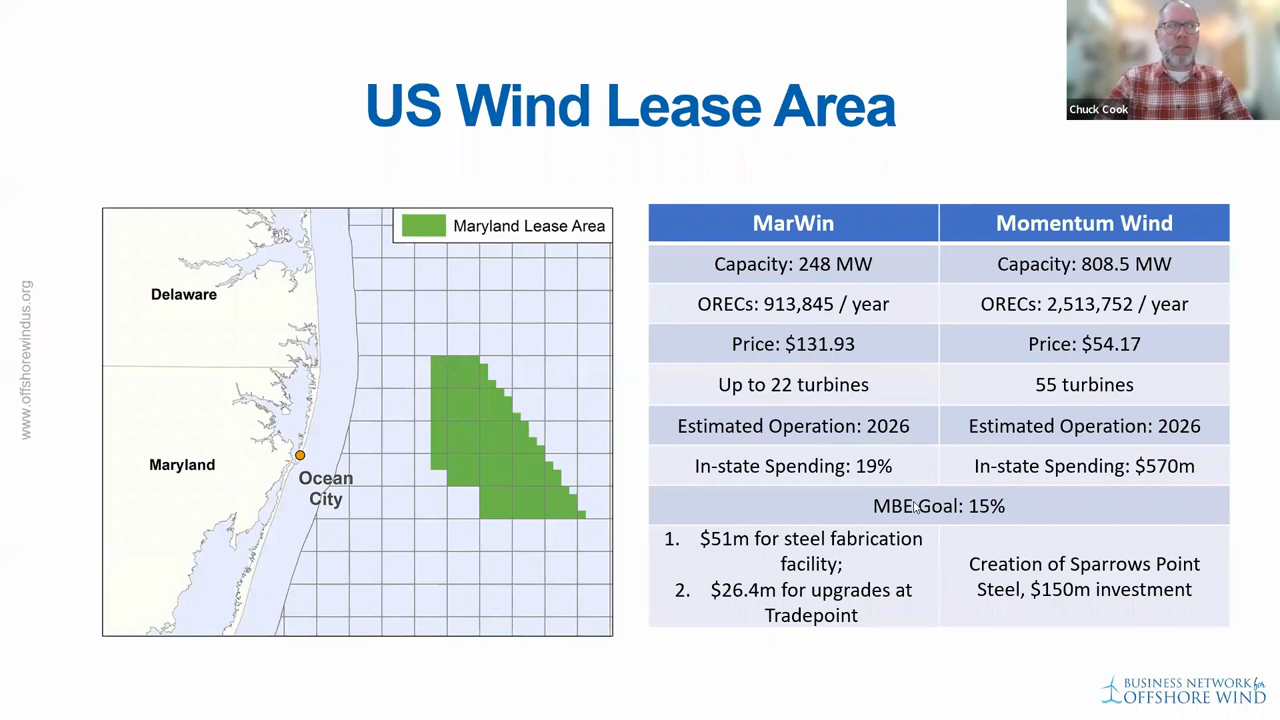 Chuck Cook
US Wind Lease Area
www.offshorewindus.org
Maryland Lease Area
Delaware
Maryland
Ocean
City
MarWin
Momentum Wind
Capacity: 248 MW
Capacity: 808.5 MW
ORECs: 913,845 / year
ORECs: 2,513,752 / year
Price: $131.93
Price: $54.17
Up to 22 turbines
55 turbines
Estimated Operation: 2026
Estimated Operation: 2026
In-state Spending: 19%
In-state Spending: $570m
MBE Goal: 15%
1. $51m for steel fabrication
facility;
2. $26.4m for upgrades at
Tradepoint
Creation of Sparrows Point
Steel, $150m investment
BUSINESS NETWORK for
OFFSHORE WIND